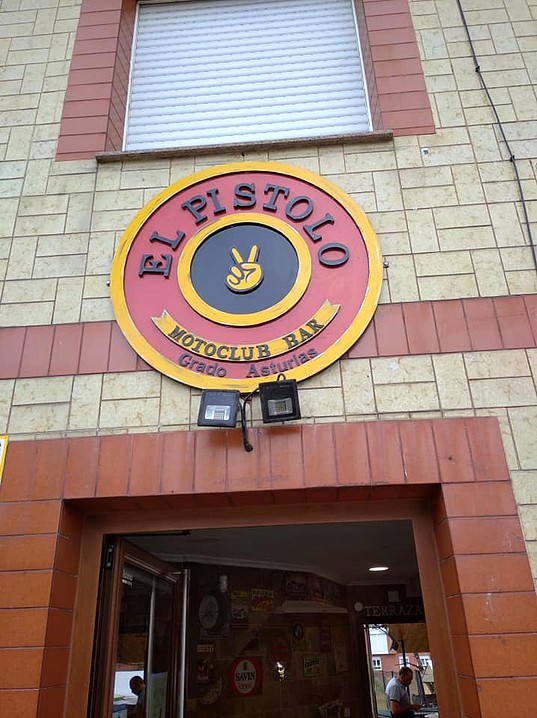 EL PISTOLO
MOTOCLUB BAR
Grado Asturias
TERRAZA
SAVIN